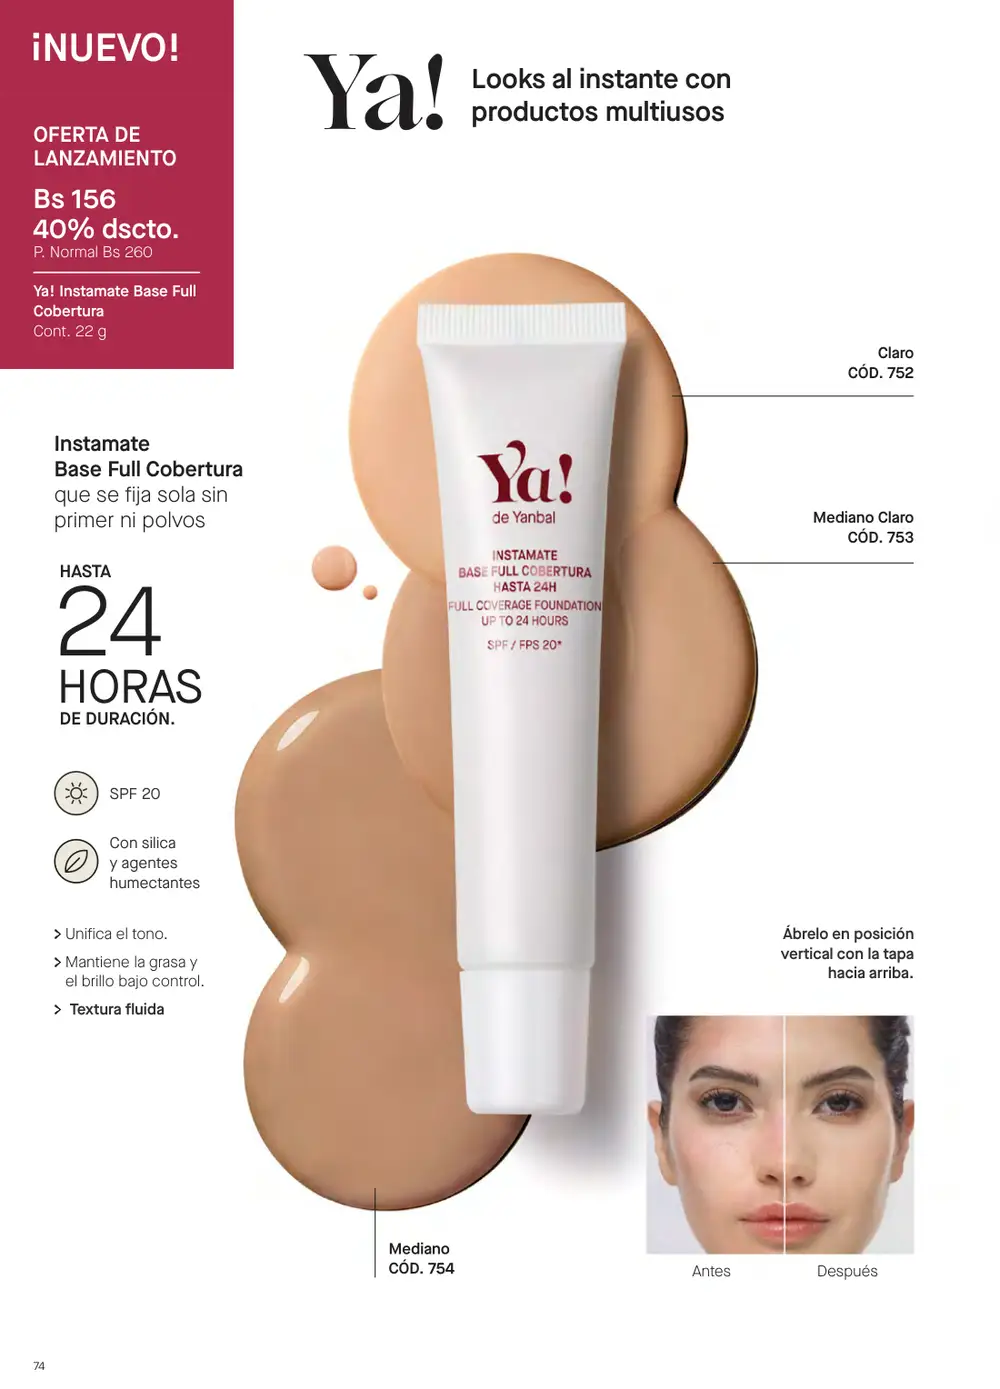 ¡NUEVO!
OFERTA DE
LANZAMIENTO
Bs 156
40% dscto.
P. Normal Bs 260
Ya! Instamate Base Full
Cobertura
Cont. 22 g
Ya!
Looks al instante con
productos multiusos
Claro
CÓD. 752
Mediano Claro
CÓD. 753
Instamate
Base Full Cobertura
que se fija sola sin
primer ni polvos
HASTA
24
HORAS
DE DURACIÓN.
SPF 20
Con silica
y agentes
humectantes
> Unifica el tono.
> Mantiene la grasa y
el brillo bajo control.
> Textura fluida
Ya!
de Yanbal
INSTAMATE
BASE FULL COBERTURA
HASTA 24H
FULL COVERAGE FOUNDATION
UP TO 24 HOURS
SPF / FPS 20*
Ábrelo en posición
vertical con la tapa
hacia arriba.
Antes
Después
Mediano
CÓD. 754
74